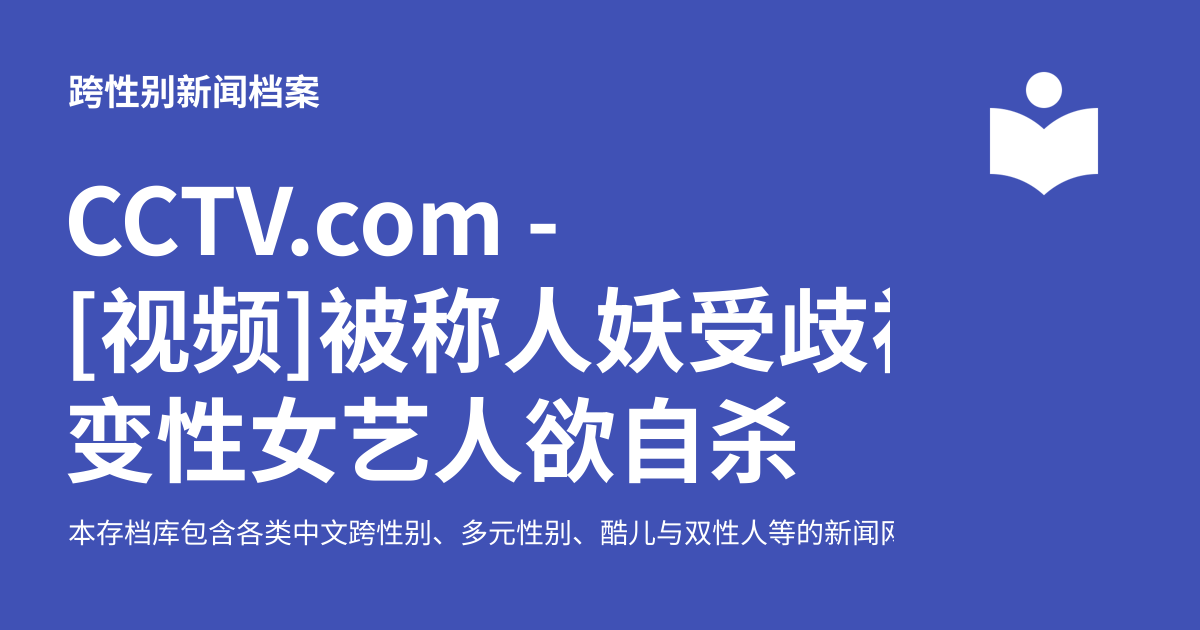 跨性别新闻档案
CCTV.com -
[视频]被称人妖受歧
变性女艺人欲自杀
本存档库包含各类中文跨性别、多元性别、酷儿与双性人等的新闻